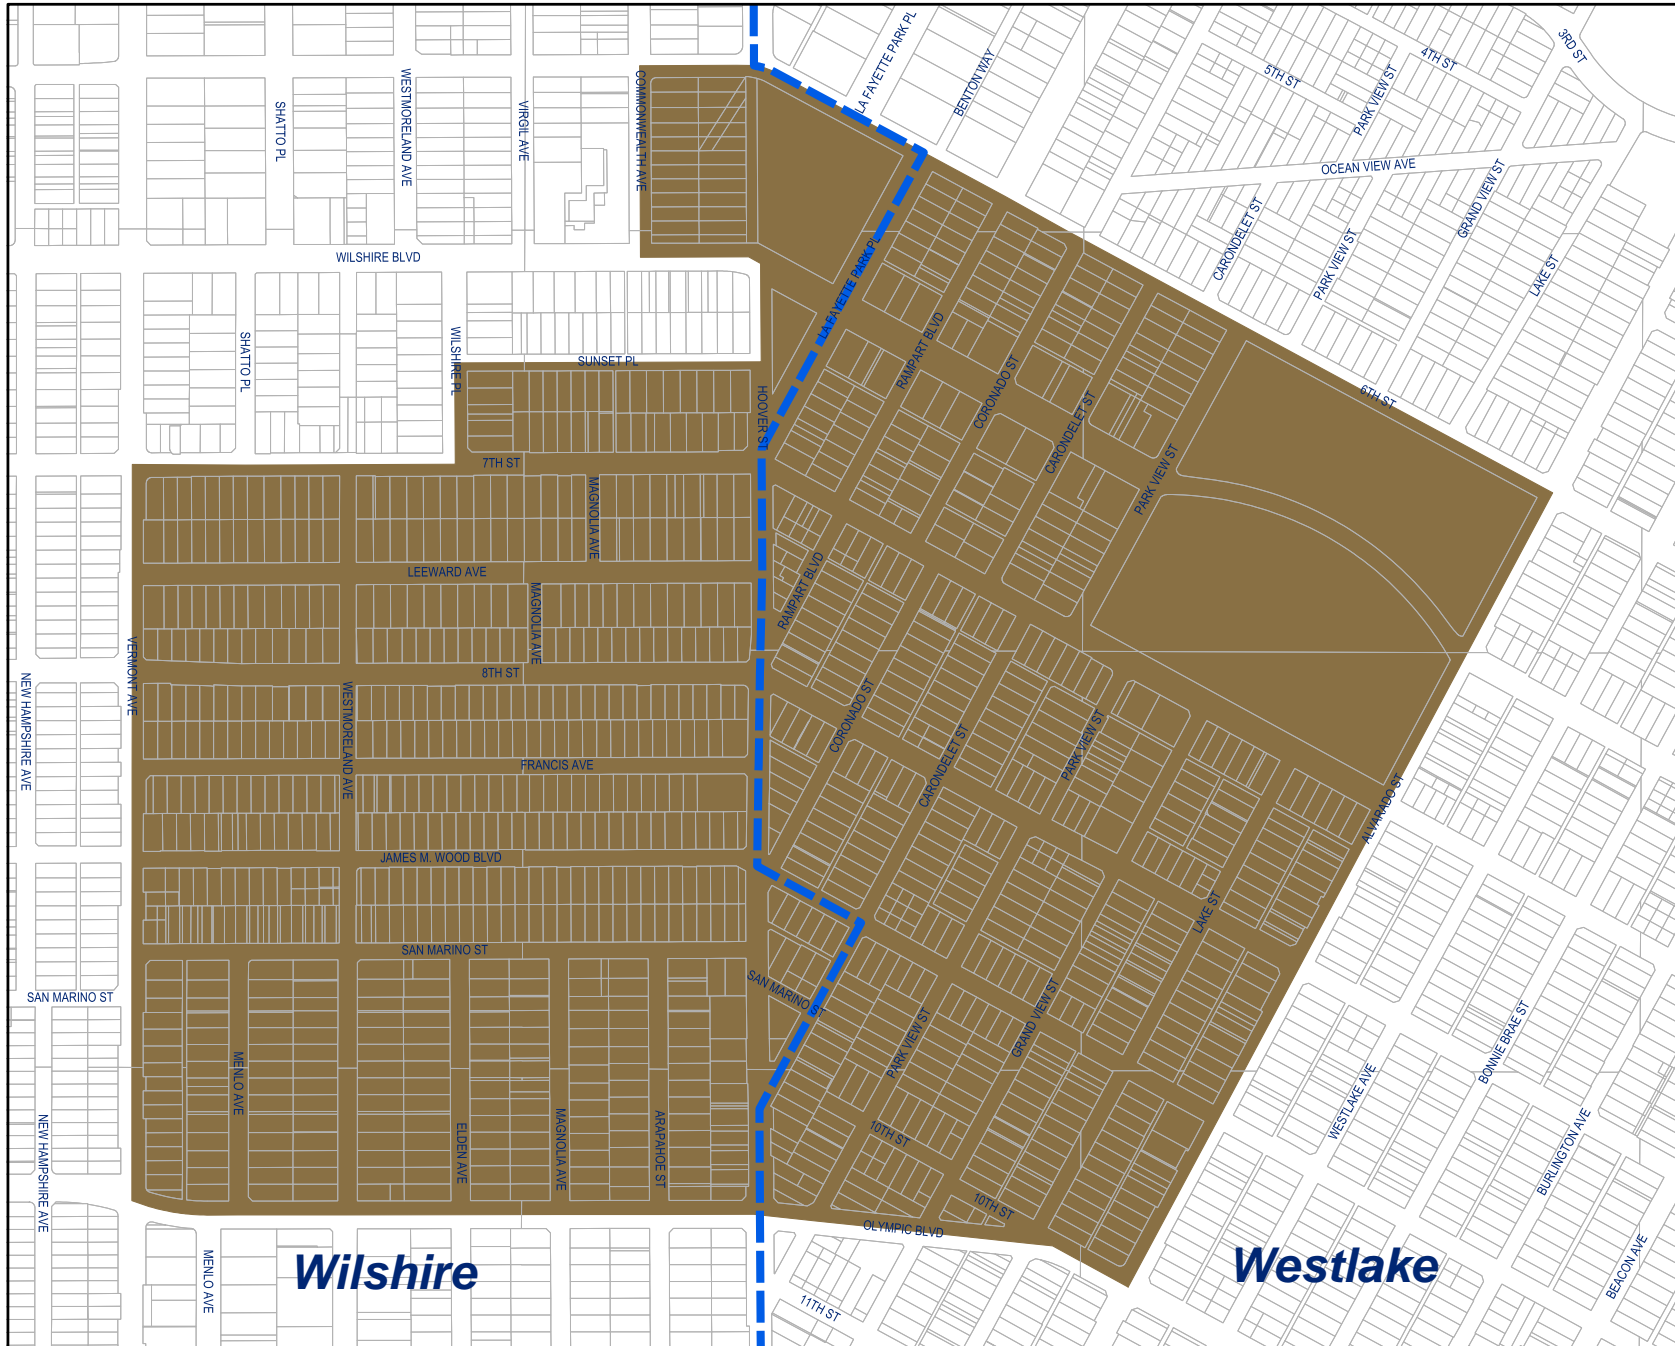 LA FAYETTE PARK PL
BENTON WAY
3RD ST
4TH ST
5TH ST
PARK VIEW ST
SHATTO PL
WESTMORELAND AVE
VIRGIL AVE
COMMONWEALTH AVE
OCEAN VIEW AVE
GRAND VIEW ST
CARONDELET ST
PARK VIEW ST
LAKE ST
WILSHIRE BLVD
LA FAYETTE PARK PL
SHATTO PL
WILSHIRE PL
SUNSET PL
RAMPART BLVD
CORONADO ST
CARONDELET ST
6TH ST
HOOVER ST
7TH ST
PARK VIEW ST
MAGNOLIA AVE
LEEWARD AVE
MAGNOLIA AVE
RAMPART BLVD
VERMONT AVE
8TH ST
NEW HAMPSHIRE AVE
WESTMORELAND AVE
CORONADO ST
CARONDELET ST
PARK VIEW ST
FRANCIS AVE
ALVARADO ST
JAMES M. WOOD BLVD
LAKE ST
SAN MARINO ST
SAN MARINO ST
SAN MARINO ST
GRAND VIEW ST
PARK VIEW ST
BONNIE BRAE ST
MENLO AVE
WESTLAKE AVE
NEW HAMPSHIRE AVE
ELDEN AVE
MAGNOLIA AVE
ARAPAHOE ST
10TH ST
BURLINGTON AVE
10TH ST
OLYMPIC BLVD
MENLO AVE
Wilshire
Westlake
BEACON AVE
11TH ST